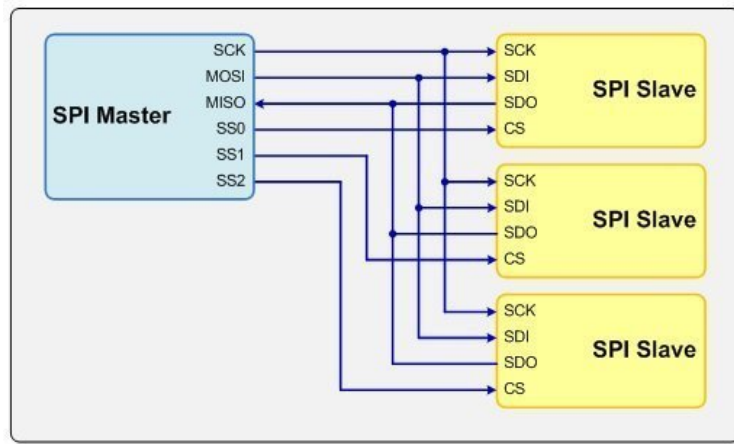 SPI Master
SCK
MOSI
MISO
SS0
SS1
SS2
SCK
SDI
SDO
CS
SPI Slave
SCK
SDI
SDO
CS
SPI Slave
SCK
SDI
SDO
CS
SPI Slave